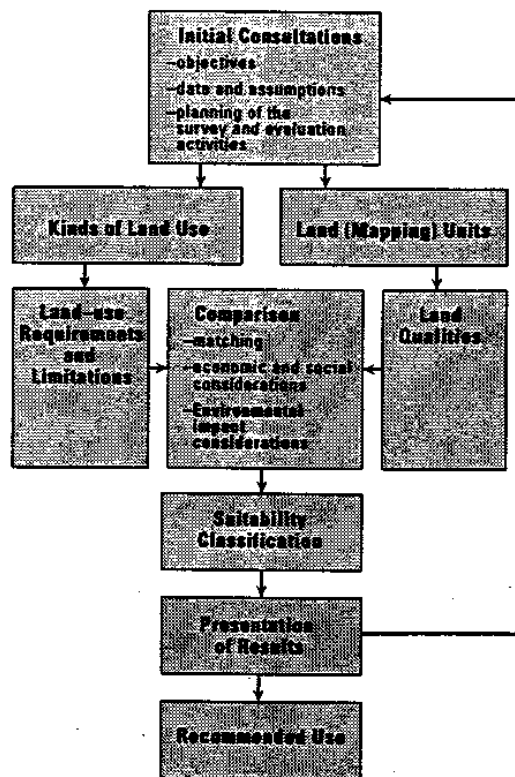 Initial Consultations
—objectives
—data and assumptions
—planning of the
survey and evaluation
activities
Kinds of Land Use
Land (Mapping) Units
Land-use
Requirements
and
Limitations
Comparison
—matching
—economic and social
considerations
—Environmental
impact
considerations
Land
Qualities
Suitability
Classification
Presentation
of Results
Recommended Use